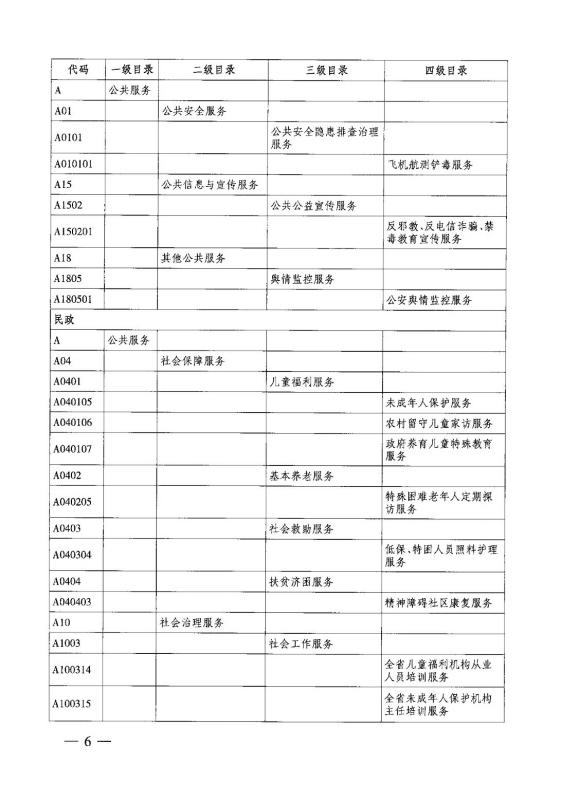 代码 一级目录 二级目录 三级目录 四级目录
A 公共服务
A01 公共安全服务
A0101 公共安全隐患排查治理
服务
A010101 飞机航测铲毒服务
A15 公共信息与宣传服务
A1502 公共公益宣传服务
A150201 反邪教、反电信诈骗、禁
毒教育宣传服务
A18 其他公共服务
A1805 舆情监控服务
A180501 公安舆情监控服务
民政
A 公共服务
A04 社会保障服务
A0401 儿童福利服务
A040105 未成年人保护服务
A040106 农村留守儿童家访服务
A040107 政府养育儿童特殊教育
服务
A0402 基本养老服务
A040205 特殊困难老年人定期探
访服务
A0403 社会救助服务
A040304 低保、特困人员照料护理
服务
A0404 扶贫济困服务
A040403 精神障碍社区康复服务
A10 社会治理服务
A1003 社会工作服务
A100314 全省儿童福利机构从业
人员培训服务
A100315 全省未成年人保护机构
主任培训服务
— 6 —